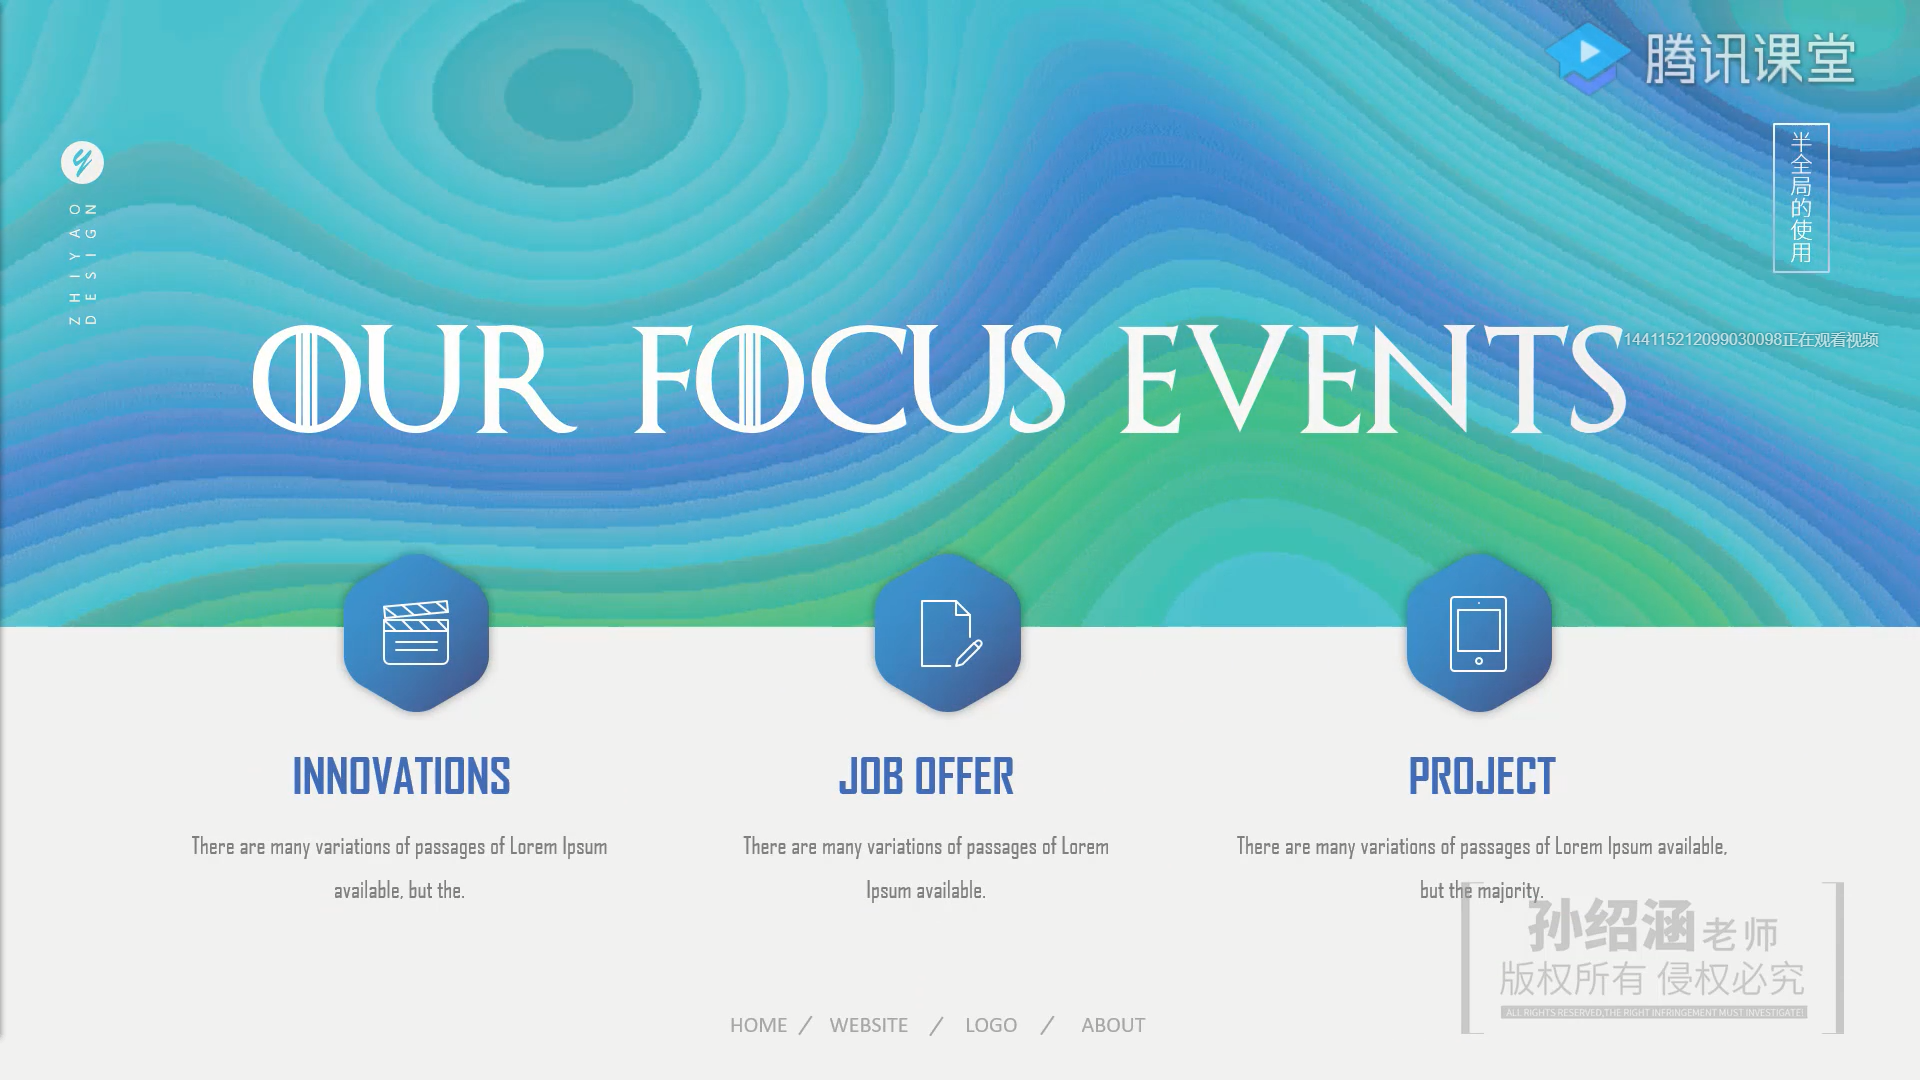 腾讯课堂
半全局的使用
ZHIYAO
DESIGN
144115212099030098正在观看视频
OUR FOCUS EVENTS
INNOVATIONS
There are many variations of passages of Lorem Ipsum
available, but the.
JOB OFFER
There are many variations of passages of Lorem
Ipsum available.
PROJECT
There are many variations of passages of Lorem Ipsum available,
but the majority.
孙绍涵老师
版权所有 侵权必究
ALL RIGHTS RESERVED,THE RIGHT INFRINGEMENT MUST INVESTIGATE!
HOME / WEBSITE / LOGO / ABOUT